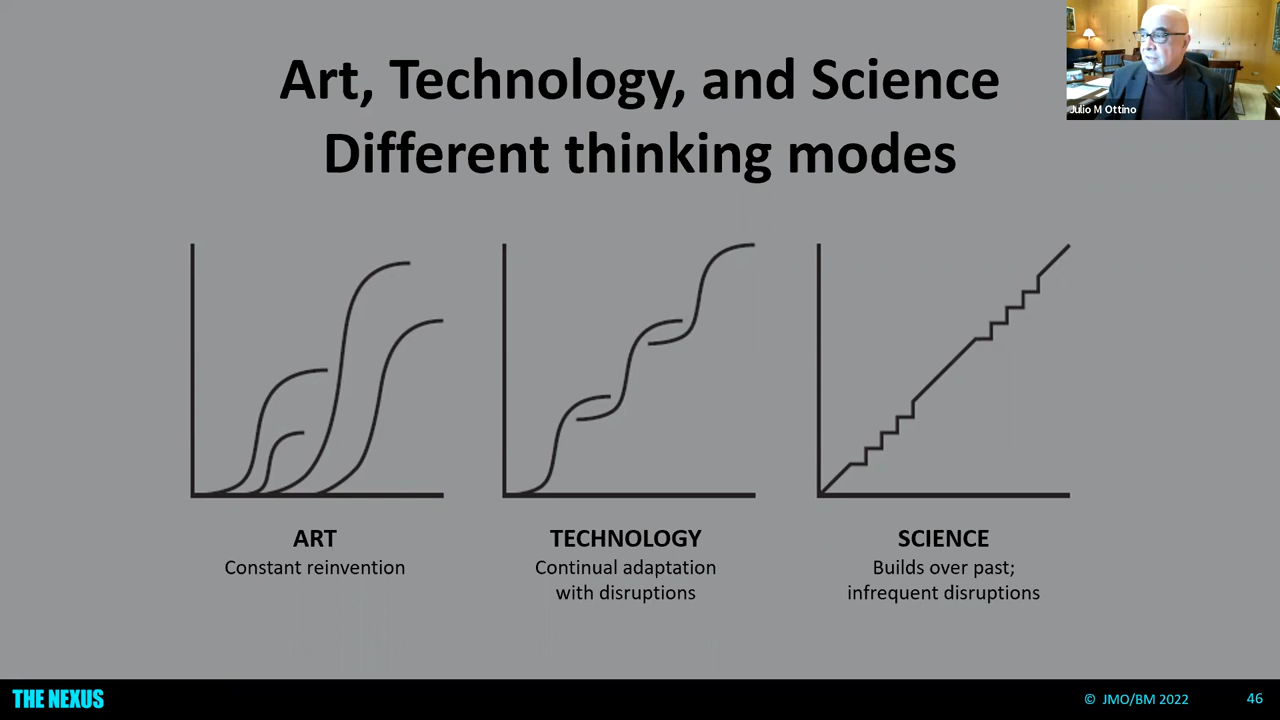 Art, Technology, and Science
Different thinking modes
Julio M Ottino
ART
Constant reinvention
TECHNOLOGY
Continual adaptation
with disruptions
SCIENCE
Builds over past;
infrequent disruptions
THE NEXUS
© JMO/BM 2022
46